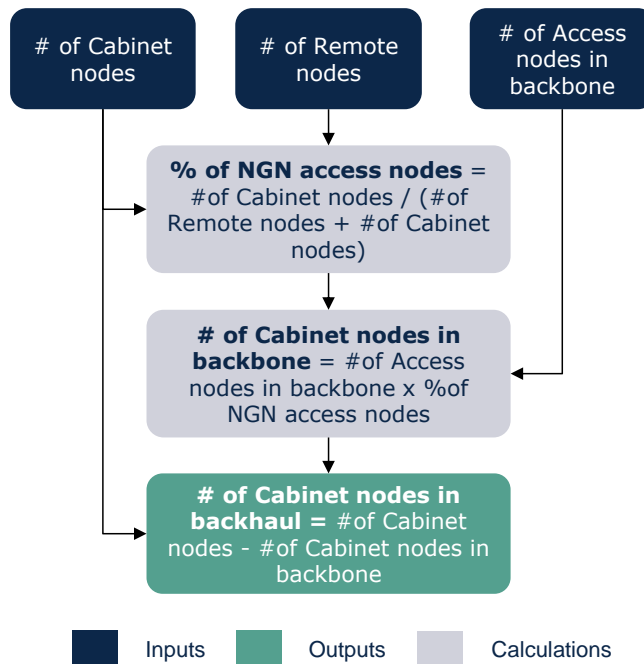 # of Cabinet
nodes
# of Remote
nodes
# of Access
nodes in
backbone
% of NGN access nodes =
#of Cabinet nodes / (#of
Remote nodes + #of Cabinet
nodes)
# of Cabinet nodes in
backbone = #of Access
nodes in backbone x %of
NGN access nodes
# of Cabinet nodes in
backhaul = #of Cabinet
nodes - #of Cabinet nodes in
backbone
Inputs
Outputs
Calculations